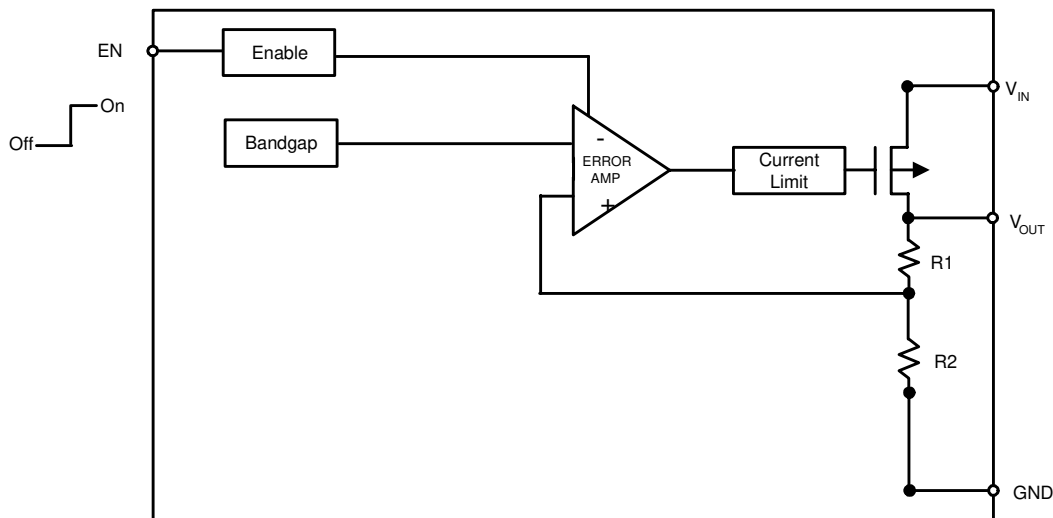 EN
Enable
On
Off
Bandgap
-
ERROR
AMP
+
Current
Limit
VIN
VOUT
R1
R2
GND